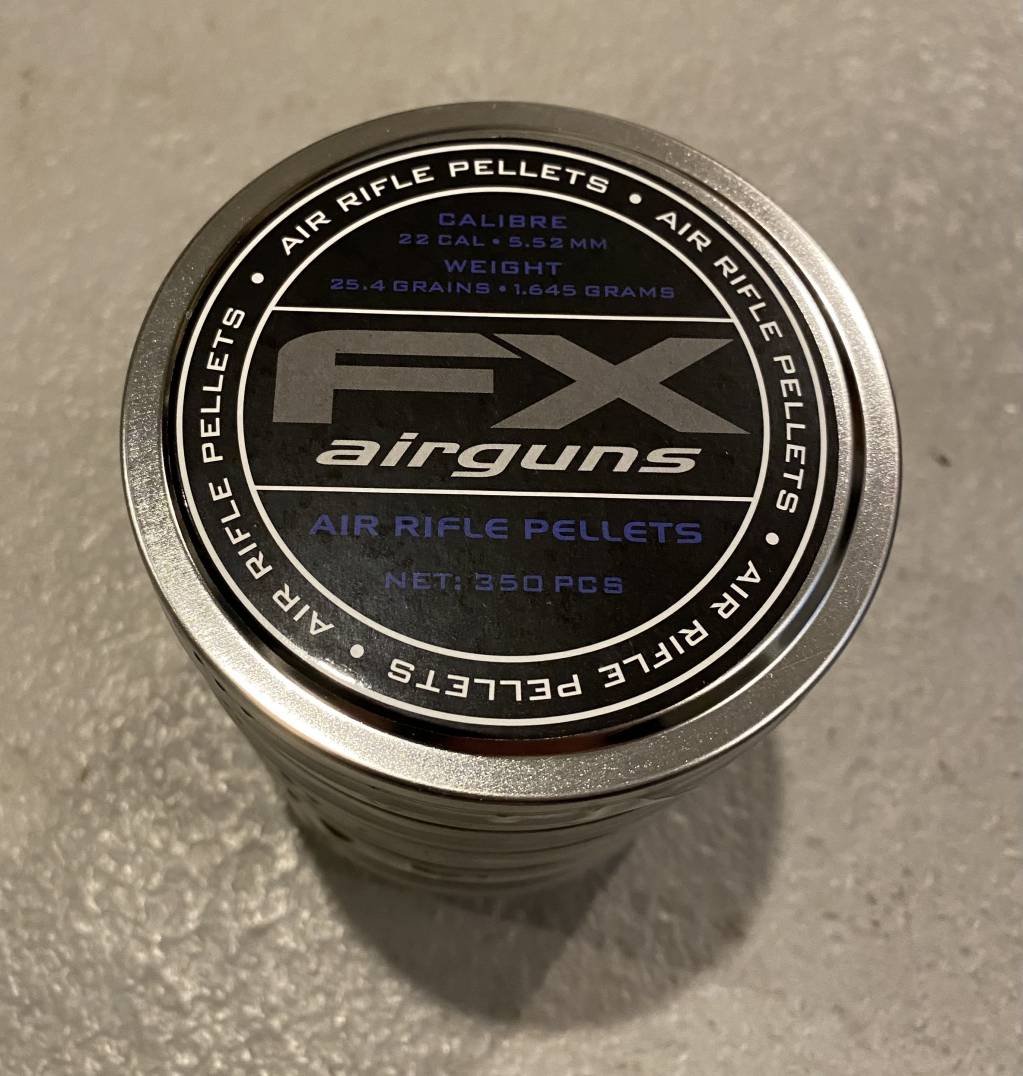 AIR RIFLE PELLETS • AIR RIFLE PELLETS • AIR RIFLE PELLETS • AIR RIFLE PELLETS •
CALIBRE
22 CAL • 5.52 MM
WEIGHT
25.4 GRAINS • 1.645 GRAMS
FX
airguns
AIR RIFLE PELLETS
NET: 350 PCS